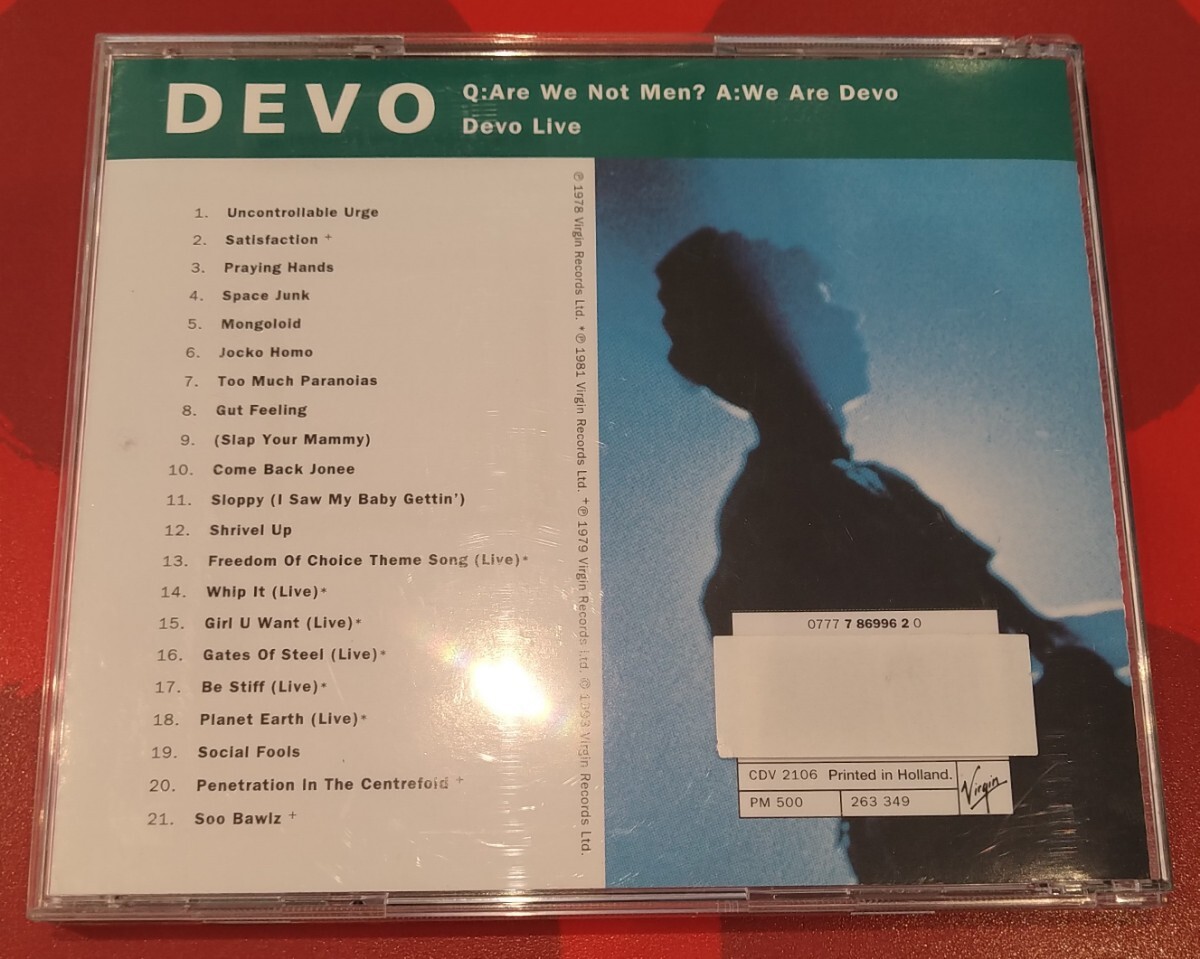 DEVO
Q:Are We Not Men? A:We Are Devo
Devo Live
1. Uncontrollable Urge
2. Satisfaction +
3. Praying Hands
4. Space Junk
5. Mongoloid
6. Jocko Homo
7. Too Much Paranoias
8. Gut Feeling
9. (Slap Your Mammy)
10. Come Back Jonee
11. Sloppy (I Saw My Baby Gettin')
12. Shrivel Up
13. Freedom Of Choice Theme Song (Live)*
14. Whip It (Live)*
15. Girl U Want (Live)*
16. Gates Of Steel (Live)*
17. Be Stiff (Live)*
18. Planet Earth (Live)*
19. Social Fools
20. Penetration In The Centrefold +
21. Soo Bawlz +
℗ 1978 Virgin Records Ltd. *℗ 1981 Virgin Records Ltd. +℗ 1979 Virgin Records Ltd. © 1993 Virgin Records Ltd.
0777 7 86996 2 0
CDV 2106 Printed in Holland.
PM 500
263 349
Virgin